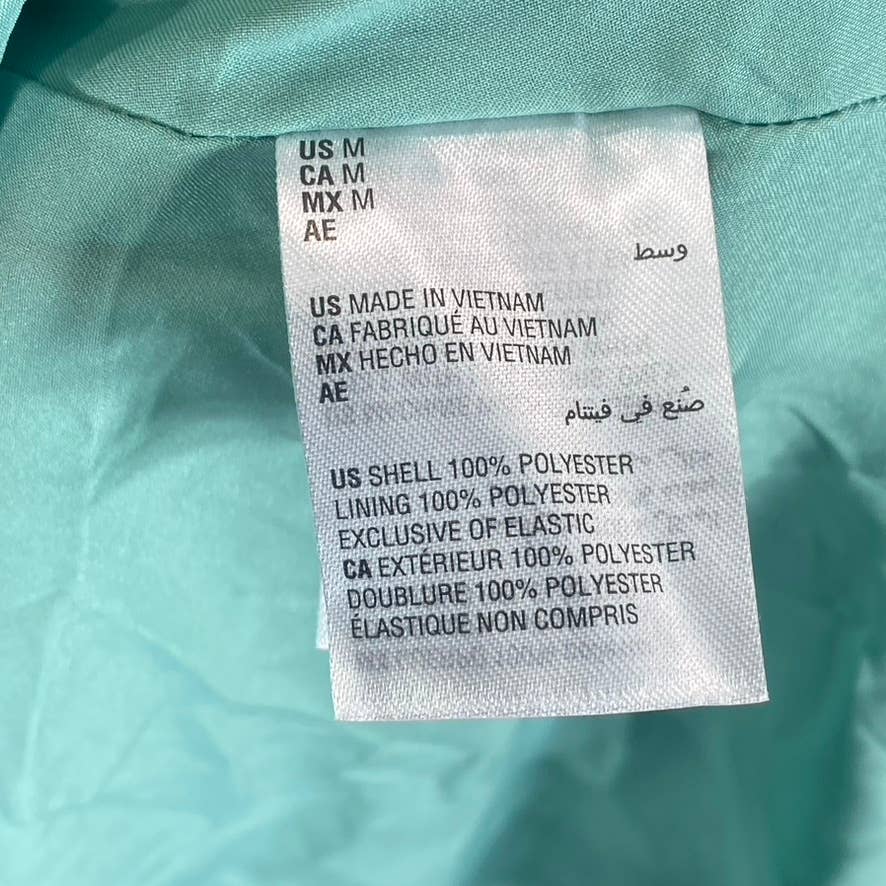 US M
CA M
MX M
AE
وسط
US MADE IN VIETNAM
CA FABRIQUÉ AU VIETNAM
MX HECHO EN VIETNAM
AE
صُنع في فيتنام
US SHELL 100% POLYESTER
LINING 100% POLYESTER
EXCLUSIVE OF ELASTIC
CA EXTÉRIEUR 100% POLYESTER
DOUBLURE 100% POLYESTER
ÉLASTIQUE NON COMPRIS